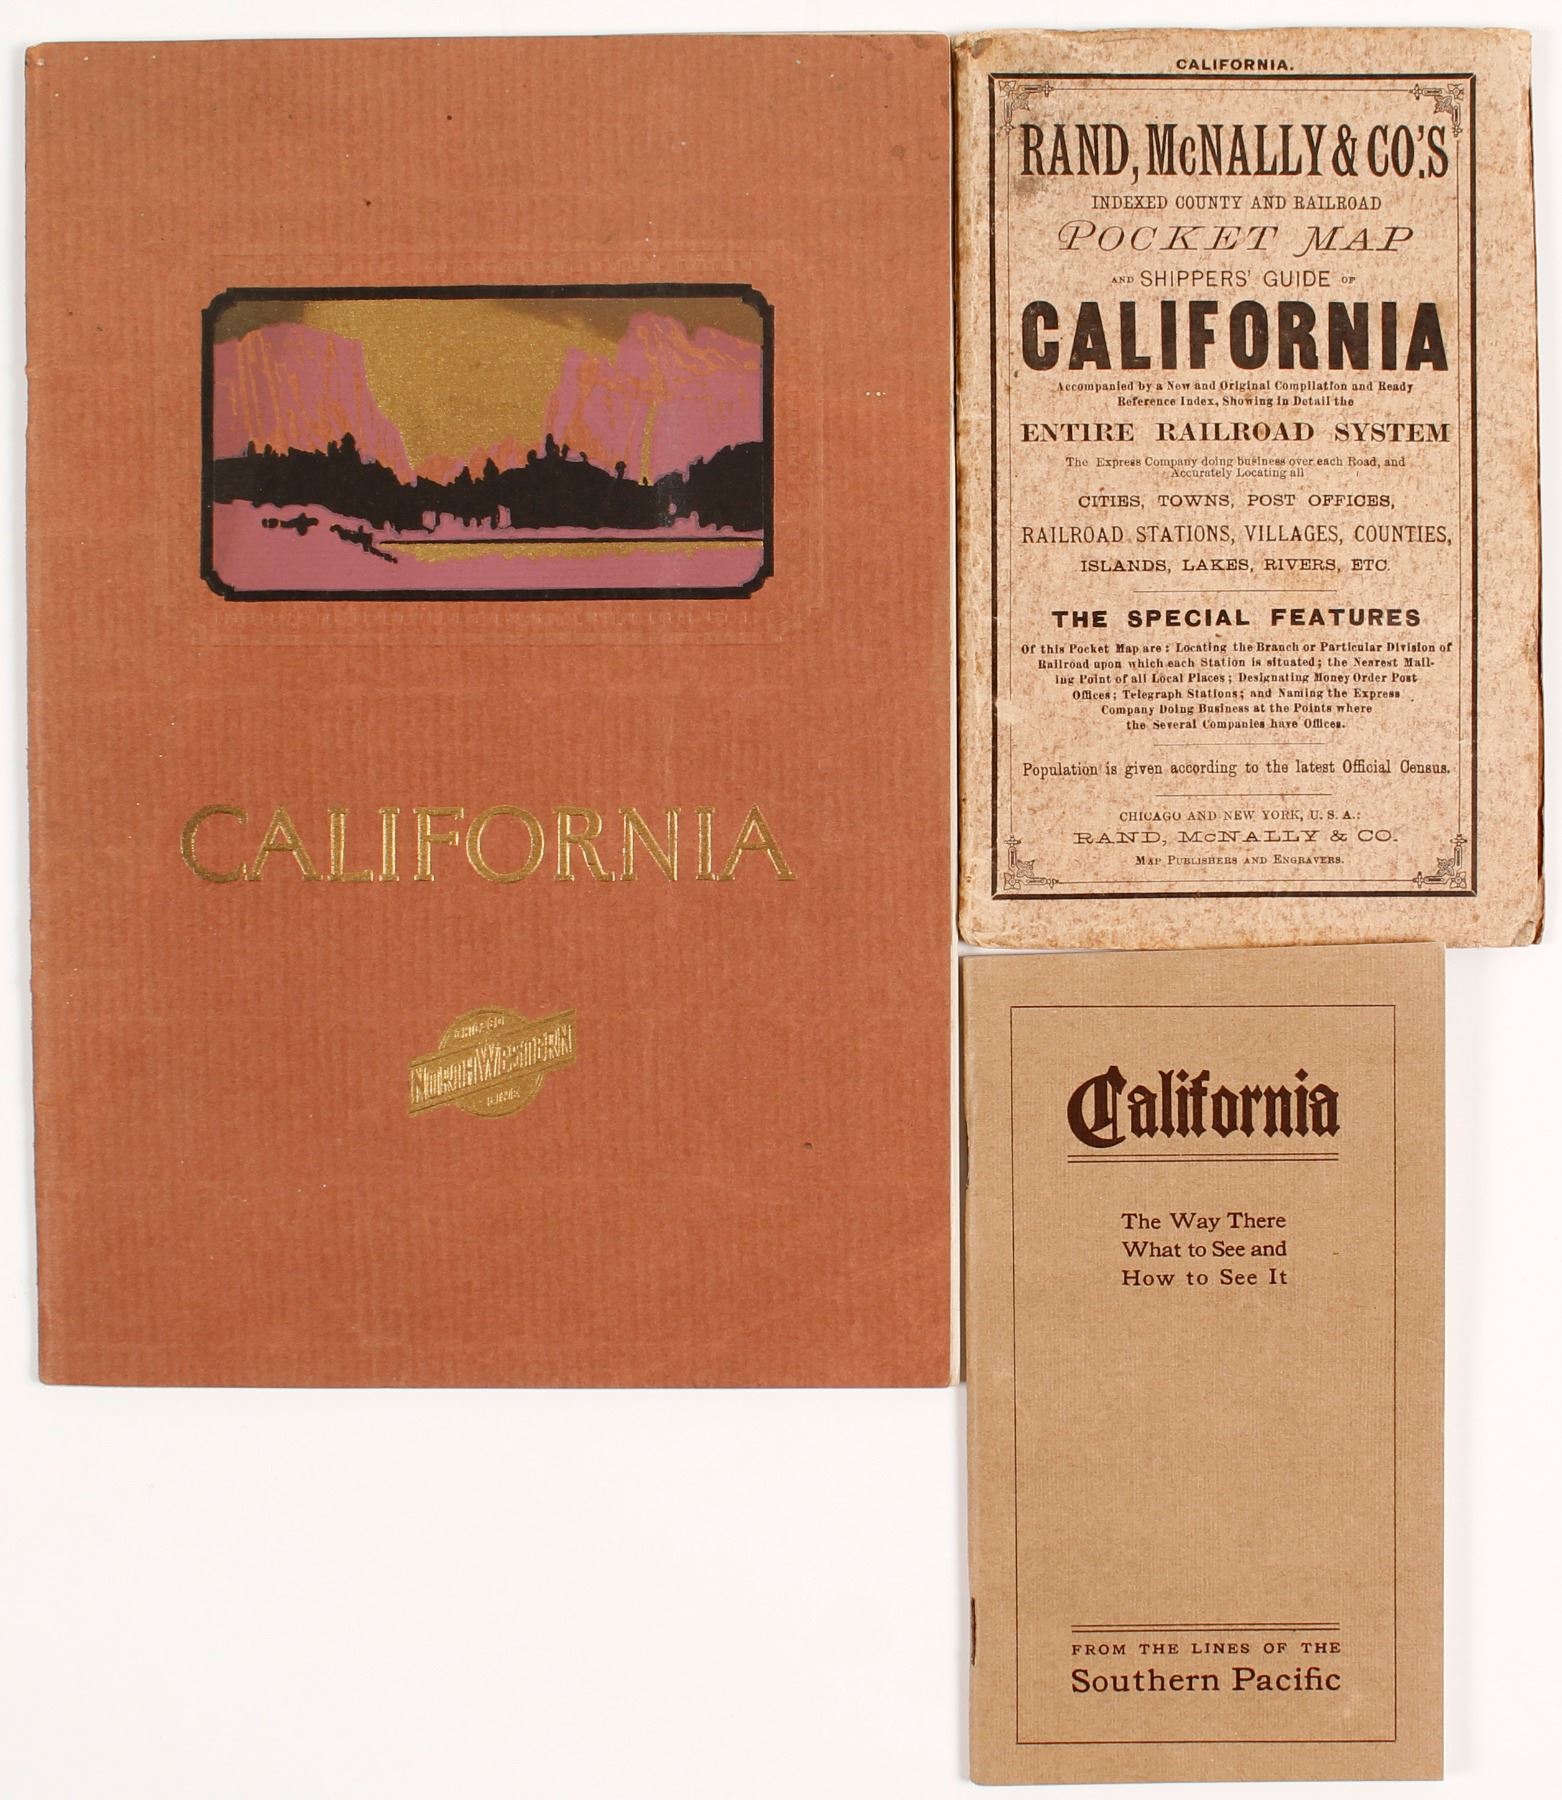 CALIFORNIA
CHICAGO
NORTH WESTERN
LINE
CALIFORNIA.
RAND, McNALLY & CO.'S
INDEXED COUNTY AND RAILROAD
POCKET MAP
AND SHIPPERS' GUIDE OF
CALIFORNIA
Accompanied by a New and Original Compilation and Ready
Reference Index, Showing in Detail the
ENTIRE RAILROAD SYSTEM
The Express Company doing business over each Road, and
Accurately Locating all
CITIES, TOWNS, POST OFFICES,
RAILROAD STATIONS, VILLAGES, COUNTIES,
ISLANDS, LAKES, RIVERS, ETC.
THE SPECIAL FEATURES
Of this Pocket Map are: Locating the Branch or Particular Division of
Railroad upon which each Station is situated; the Nearest Mail-
ing Point of all Local Places; Designating Money Order Post
Offices; Telegraph Stations; and Naming the Express
Company Doing Business at the Points where
the Several Companies have Offices.
Population is given according to the latest Official Census.
CHICAGO AND NEW YORK, U. S. A.:
RAND, McNALLY & CO.
MAP PUBLISHERS AND ENGRAVERS.
California
The Way There
What to See and
How to See It
FROM THE LINES OF THE
Southern Pacific